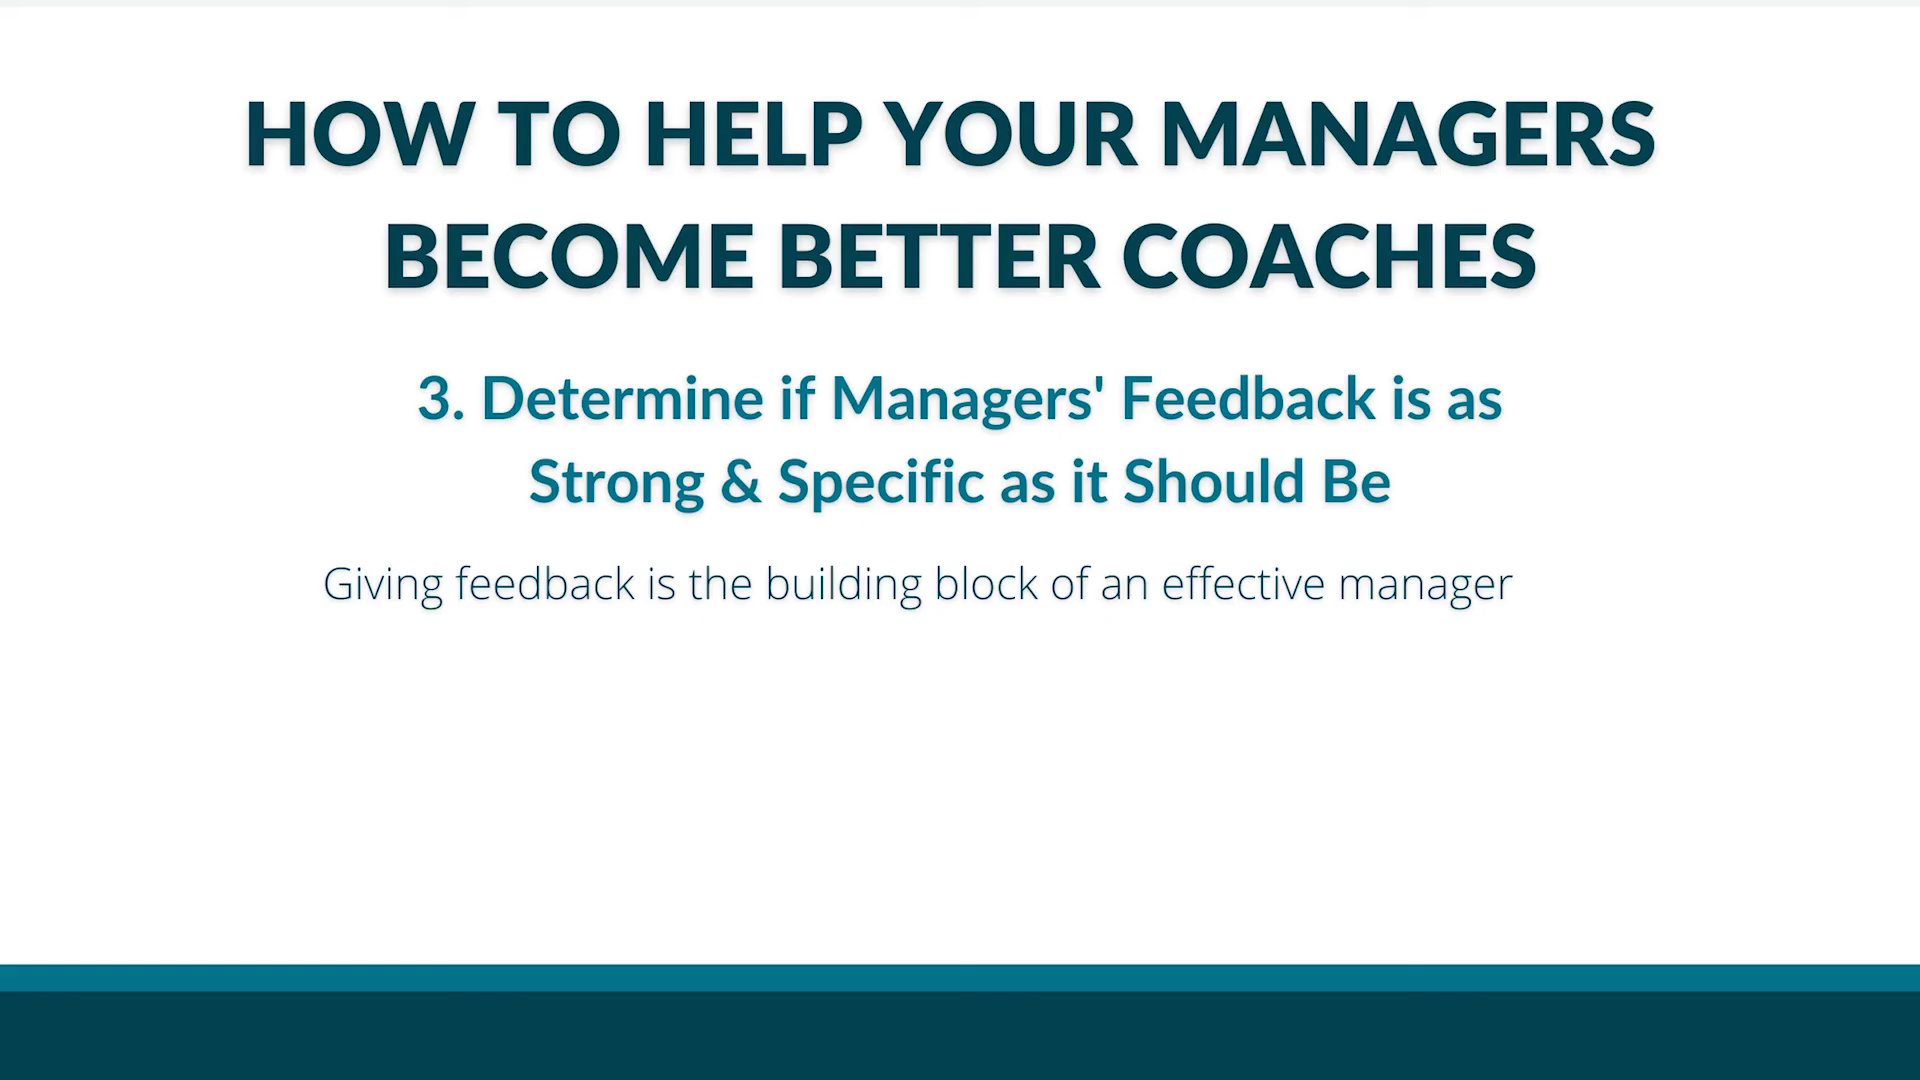 HOW TO HELP YOUR MANAGERS
BECOME BETTER COACHES
3. Determine if Managers' Feedback is as
Strong & Specific as it Should Be
Giving feedback is the building block of an effective manager